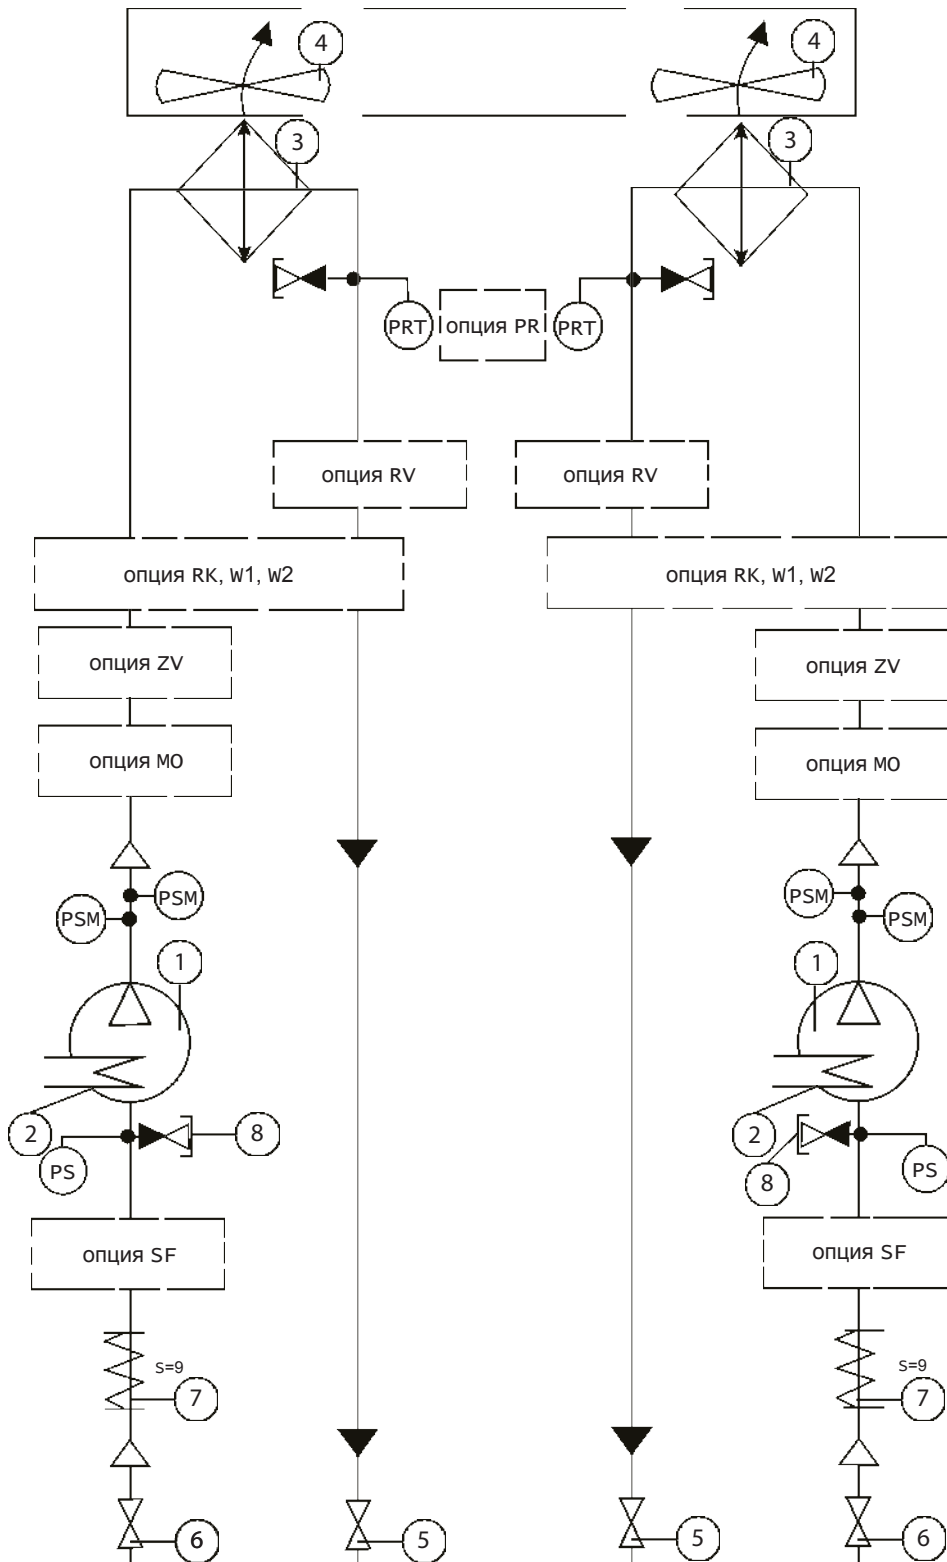 4
4
3
3
PRT
опция PR
PRT
опция RV
опция RV
опция RK, W1, W2
опция RK, W1, W2
опция ZV
опция ZV
опция MO
опция MO
PSM
PSM
PSM
PSM
1
1
2
8
2
PS
8
PS
опция SF
опция SF
S=9
7
S=9
7
6
5
5
6